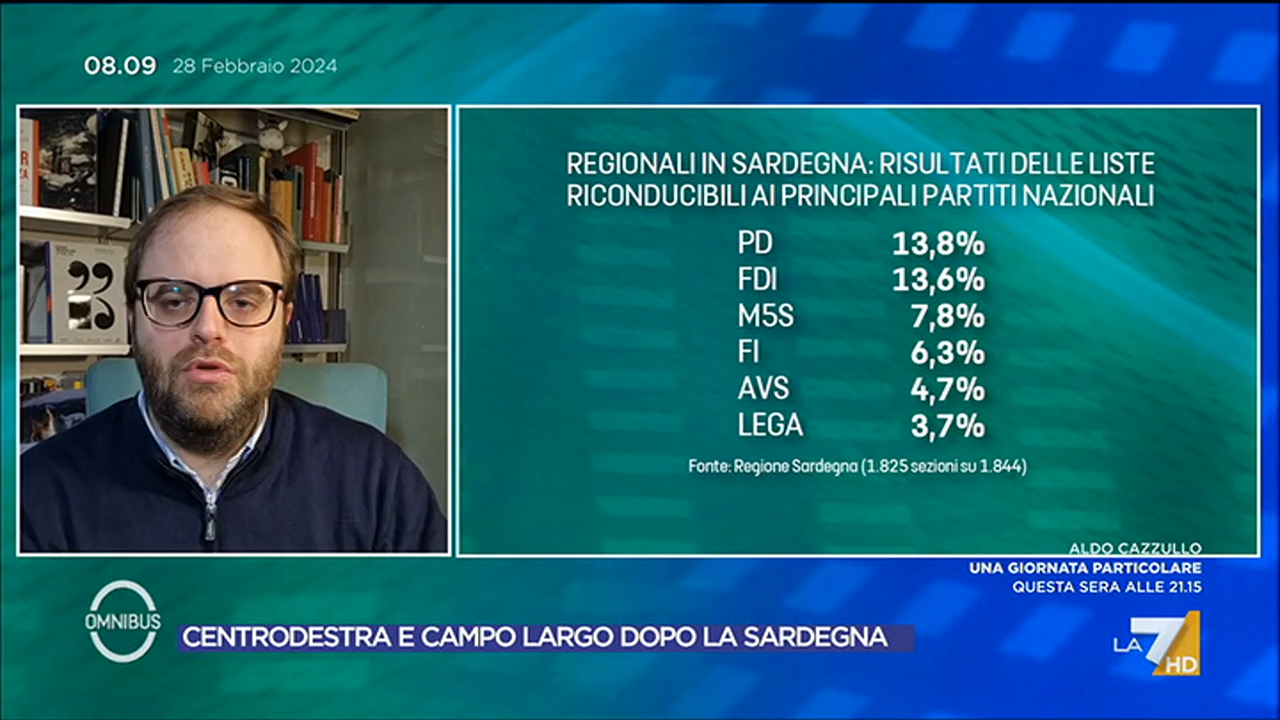 08.09 28 Febbraio 2024
REGIONALI IN SARDEGNA: RISULTATI DELLE LISTE
RICONDUCIBILI AI PRINCIPALI PARTITI NAZIONALI
PD 13,8%
FDI 13,6%
M5S 7,8%
FI 6,3%
AVS 4,7%
LEGA 3,7%
Fonte: Regione Sardegna (1.825 sezioni su 1.844)
ALDO CAZZULLO
UNA GIORNATA PARTICOLARE
QUESTA SERA ALLE 21.15
OMNIBUS
CENTRODESTRA E CAMPO LARGO DOPO LA SARDEGNA
LA 7 HD